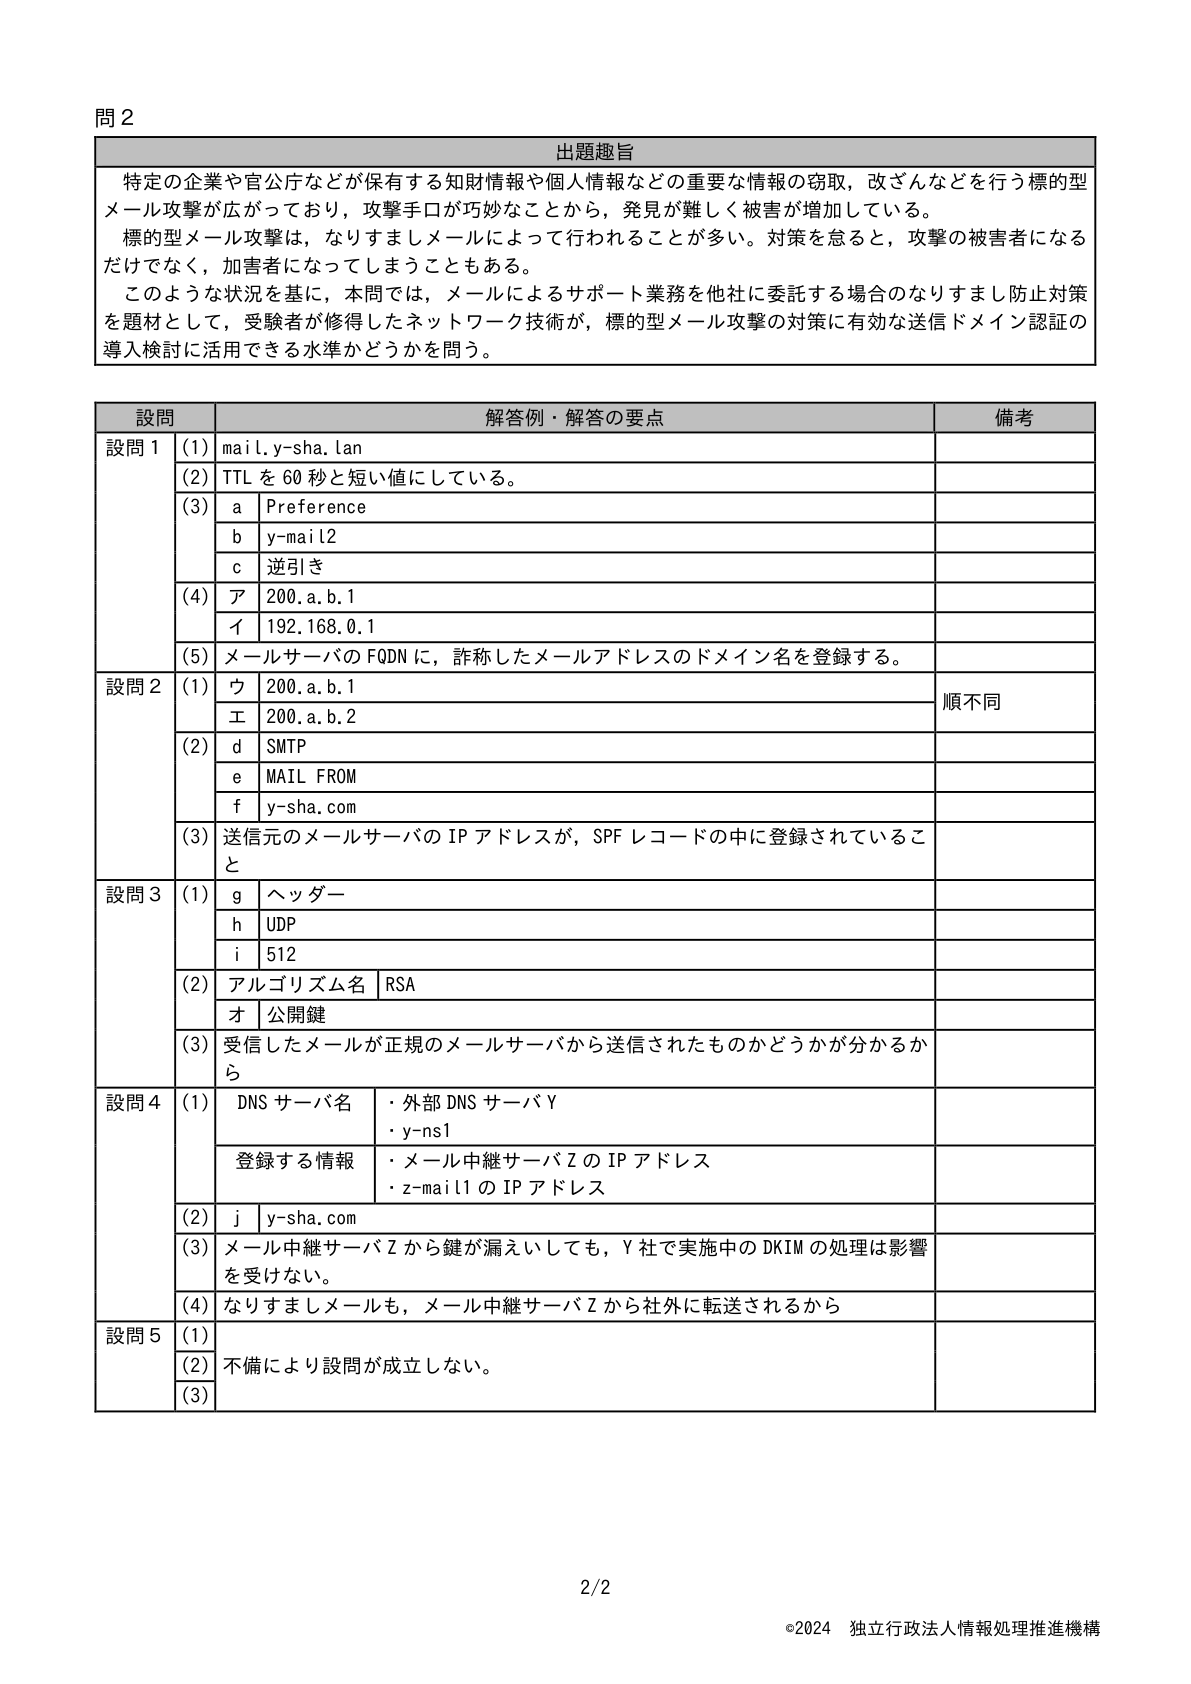 問２
出題趣旨
　特定の企業や官公庁などが保有する知財情報や個人情報などの重要な情報の窃取，改ざんなどを行う標的型
メール攻撃が広がっており，攻撃手口が巧妙なことから，発見が難しく被害が増加している。
　標的型メール攻撃は，なりすましメールによって行われることが多い。対策を怠ると，攻撃の被害者になる
だけでなく，加害者になってしまうこともある。
　このような状況を基に，本問では，メールによるサポート業務を他社に委託する場合のなりすまし防止対策
を題材として，受験者が修得したネットワーク技術が，標的型メール攻撃の対策に有効な送信ドメイン認証の
導入検討に活用できる水準かどうかを問う。
設問 解答例・解答の要点 備考
設問１ (1) mail.y-sha.lan
(2) TTL を 60 秒と短い値にしている。
(3) a Preference
b y-mail2
c 逆引き
(4) ア 200.a.b.1
イ 192.168.0.1
(5) メールサーバの FQDN に，詐称したメールアドレスのドメイン名を登録する。
設問２ (1) ウ 200.a.b.1 順不同
エ 200.a.b.2
(2) d SMTP
e MAIL FROM
f y-sha.com
(3) 送信元のメールサーバの IP アドレスが，SPF レコードの中に登録されているこ
と
設問３ (1) g ヘッダー
h UDP
i 512
(2) アルゴリズム名 RSA
オ 公開鍵
(3) 受信したメールが正規のメールサーバから送信されたものかどうかが分かるか
ら
設問４ (1) DNS サーバ名 ・外部 DNS サーバ Y
・y-ns1
登録する情報 ・メール中継サーバ Z の IP アドレス
・z-mail1 の IP アドレス
(2) j y-sha.com
(3) メール中継サーバ Z から鍵が漏えいしても，Y 社で実施中の DKIM の処理は影響
を受けない。
(4) なりすましメールも，メール中継サーバ Z から社外に転送されるから
設問５ (1)
(2) 不備により設問が成立しない。
(3)
2/2
©2024　独立行政法人情報処理推進機構